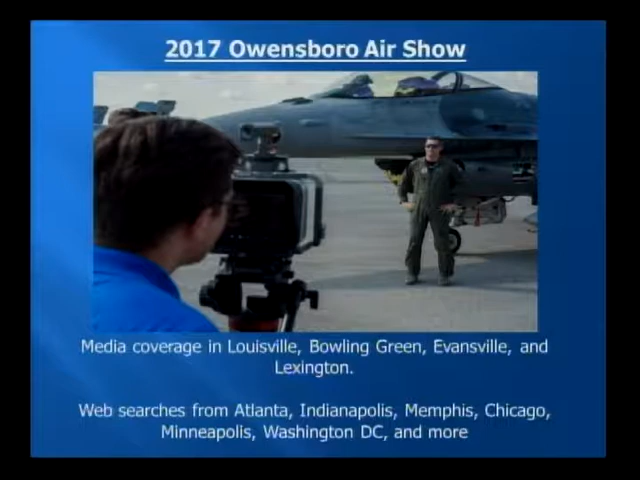 2017 Owensboro Air Show
Media coverage in Louisville, Bowling Green, Evansville, and
Lexington.
Web searches from Atlanta, Indianapolis, Memphis, Chicago,
Minneapolis, Washington DC, and more